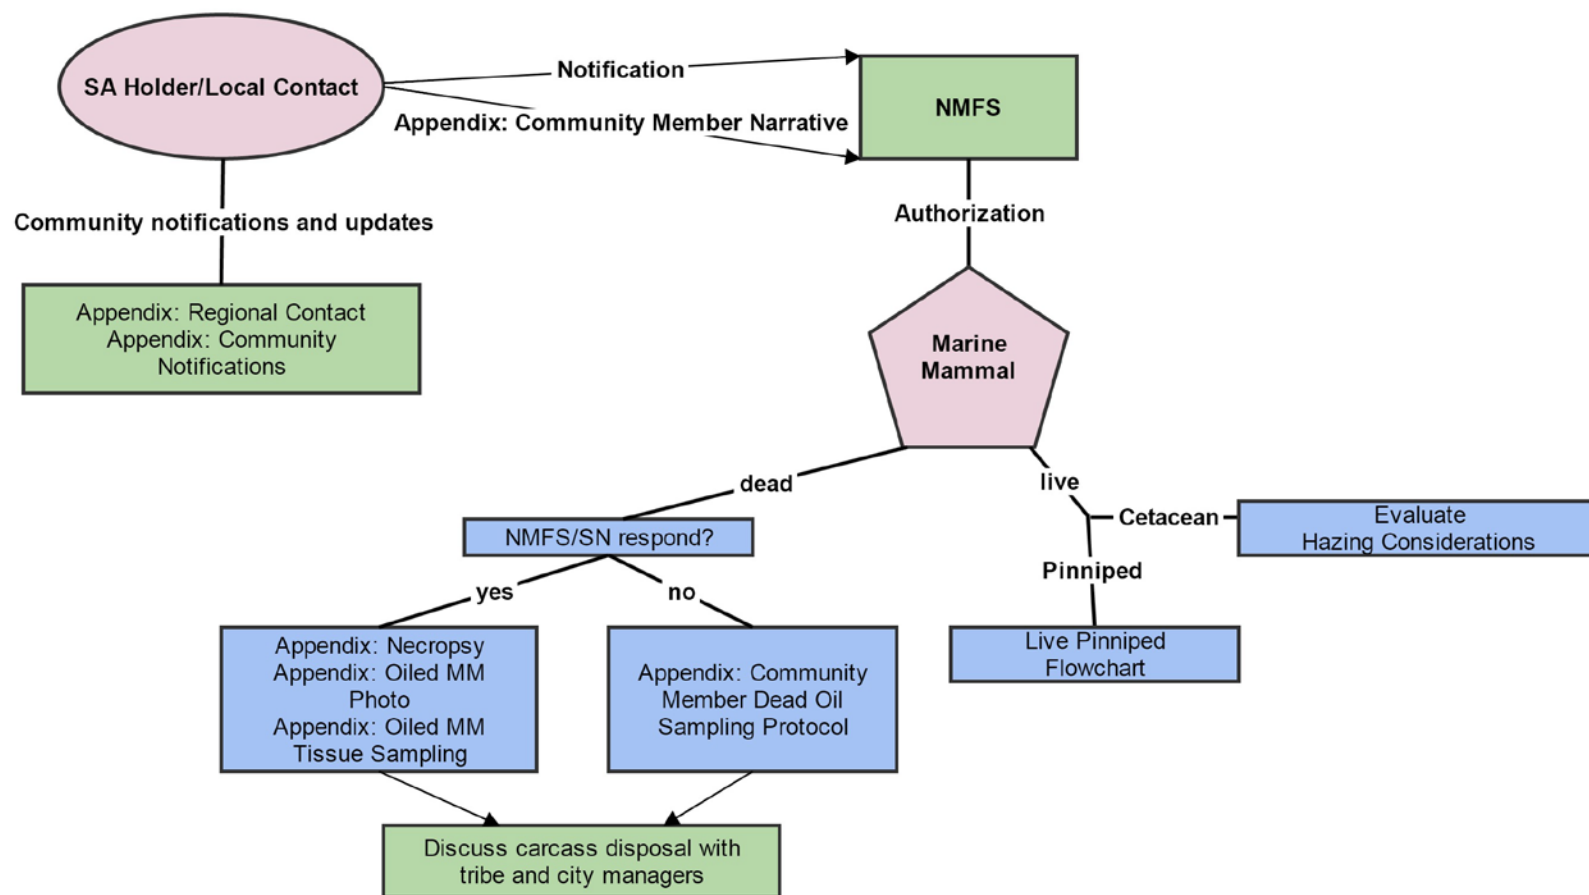 SA Holder/Local Contact
Notification
Appendix: Community Member Narrative
NMFS
Community notifications and updates
Authorization
Appendix: Regional Contact
Appendix: Community
Notifications
Marine
Mammal
dead
live
NMFS/SN respond?
Cetacean
Evaluate
Hazing Considerations
Pinniped
yes
no
Live Pinniped
Flowchart
Appendix: Necropsy
Appendix: Oiled MM
Photo
Appendix: Oiled MM
Tissue Sampling
Appendix: Community
Member Dead Oil
Sampling Protocol
Discuss carcass disposal with
tribe and city managers